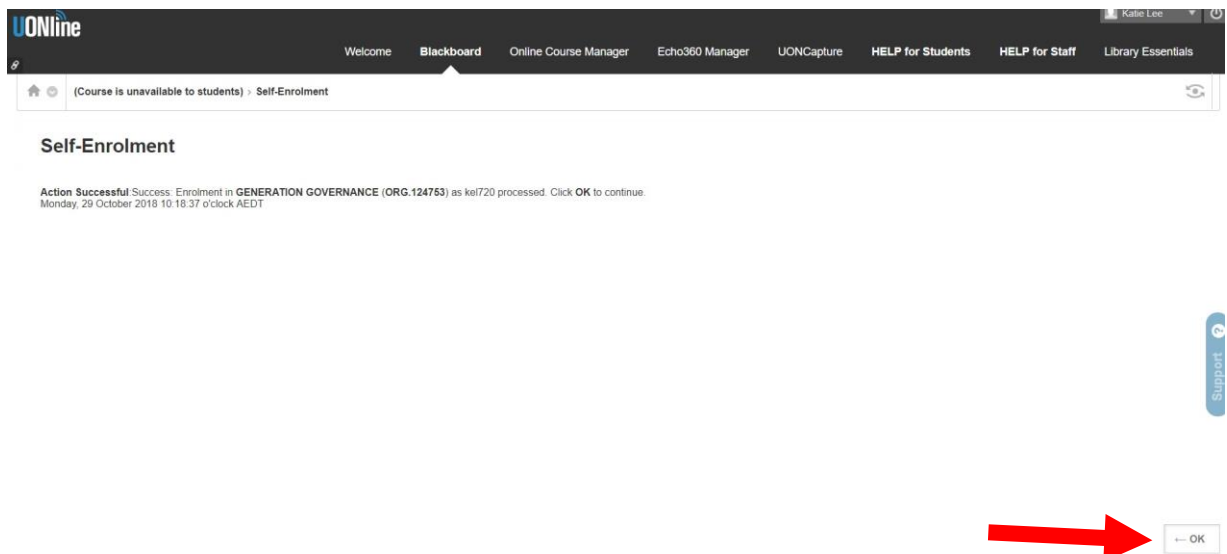 UONline
Katie Lee
Welcome Blackboard Online Course Manager Echo360 Manager UONCapture HELP for Students HELP for Staff Library Essentials
(Course is unavailable to students) > Self-Enrolment
Self-Enrolment
Action Successful:Success: Enrolment in GENERATION GOVERNANCE (ORG.124753) as kel720 processed. Click OK to continue.
Monday, 29 October 2018 10:18:37 o'clock AEDT
Support ?
← OK